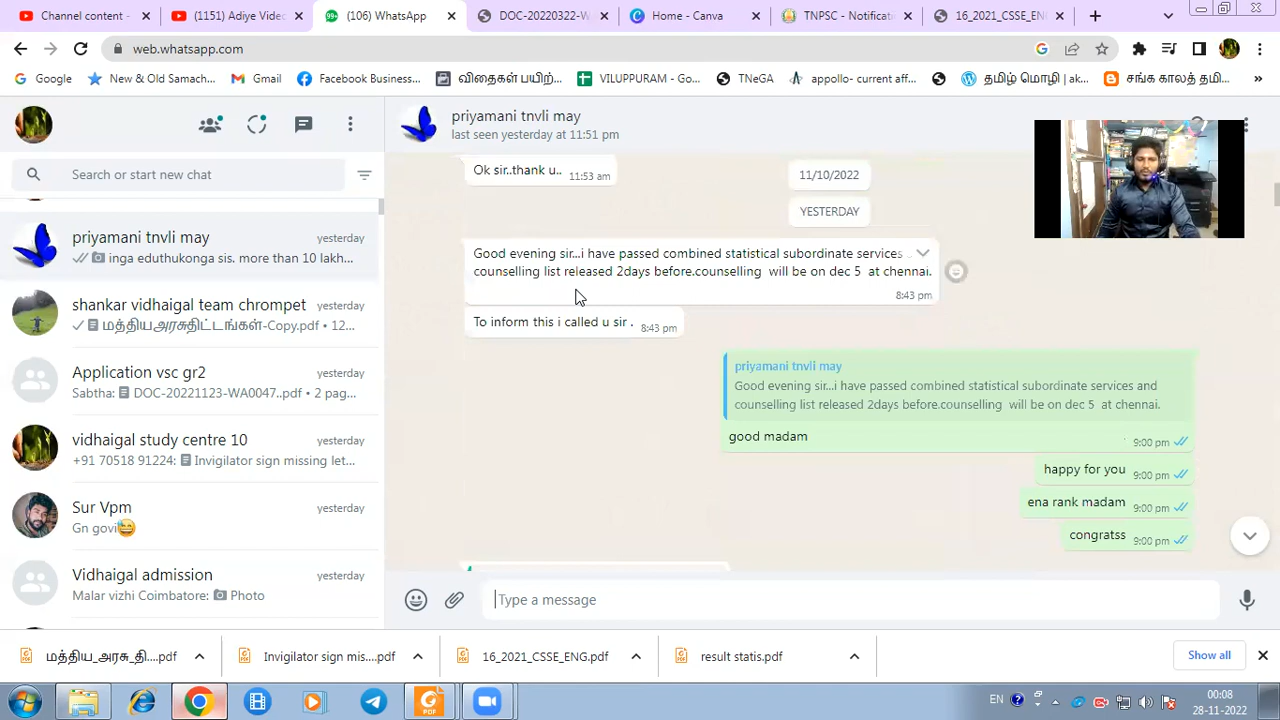 Channel content -
(1151) Adiye Video
(106) WhatsApp
DOC-20220322-W
Home - Canva
TNPSC - Notificat
16_2021_CSSE_ENG
web.whatsapp.com
Google
New & Old Samach...
Gmail
Facebook Business...
விதைகள் பயிற்...
VILUPPURAM - Go...
TNeGA
appollo- current aff...
தமிழ் மொழி | ak...
சங்க காலத் தமி...
priyamani tnvli may
last seen yesterday at 11:51 pm
Search or start new chat
priyamani tnvli may yesterday
inga eduthukonga sis. more than 10 lakh...
shankar vidhaigal team chrompet
மத்தியஅரசுதிட்டங்கள்-Copy.pdf • 12... yesterday
Application vsc gr2 yesterday
Sabtha: DOC-20221123-WA0047..pdf • 2 pag...
vidhaigal study centre 10 yesterday
+91 70518 91224: Invigilator sign missing let...
Sur Vpm yesterday
Gn govi
Vidhaigal admission yesterday
Malar vizhi Coimbatore: Photo
Ok sir..thank u.. 11:53 am
11/10/2022
YESTERDAY
Good evening sir...i have passed combined statistical subordinate services
counselling list released 2days before.counselling will be on dec 5 at chennai.
8:43 pm
To inform this i called u sir . 8:43 pm
priyamani tnvli may
Good evening sir...i have passed combined statistical subordinate services and
counselling list released 2days before.counselling will be on dec 5 at chennai.
good madam 9:00 pm
happy for you 9:00 pm
ena rank madam 9:00 pm
congratss 9:00 pm
Type a message
மத்திய_அரசு_தி....pdf
Invigilator sign mis....pdf
16_2021_CSSE_ENG.pdf
result statis.pdf
Show all
EN
00:08
28-11-2022